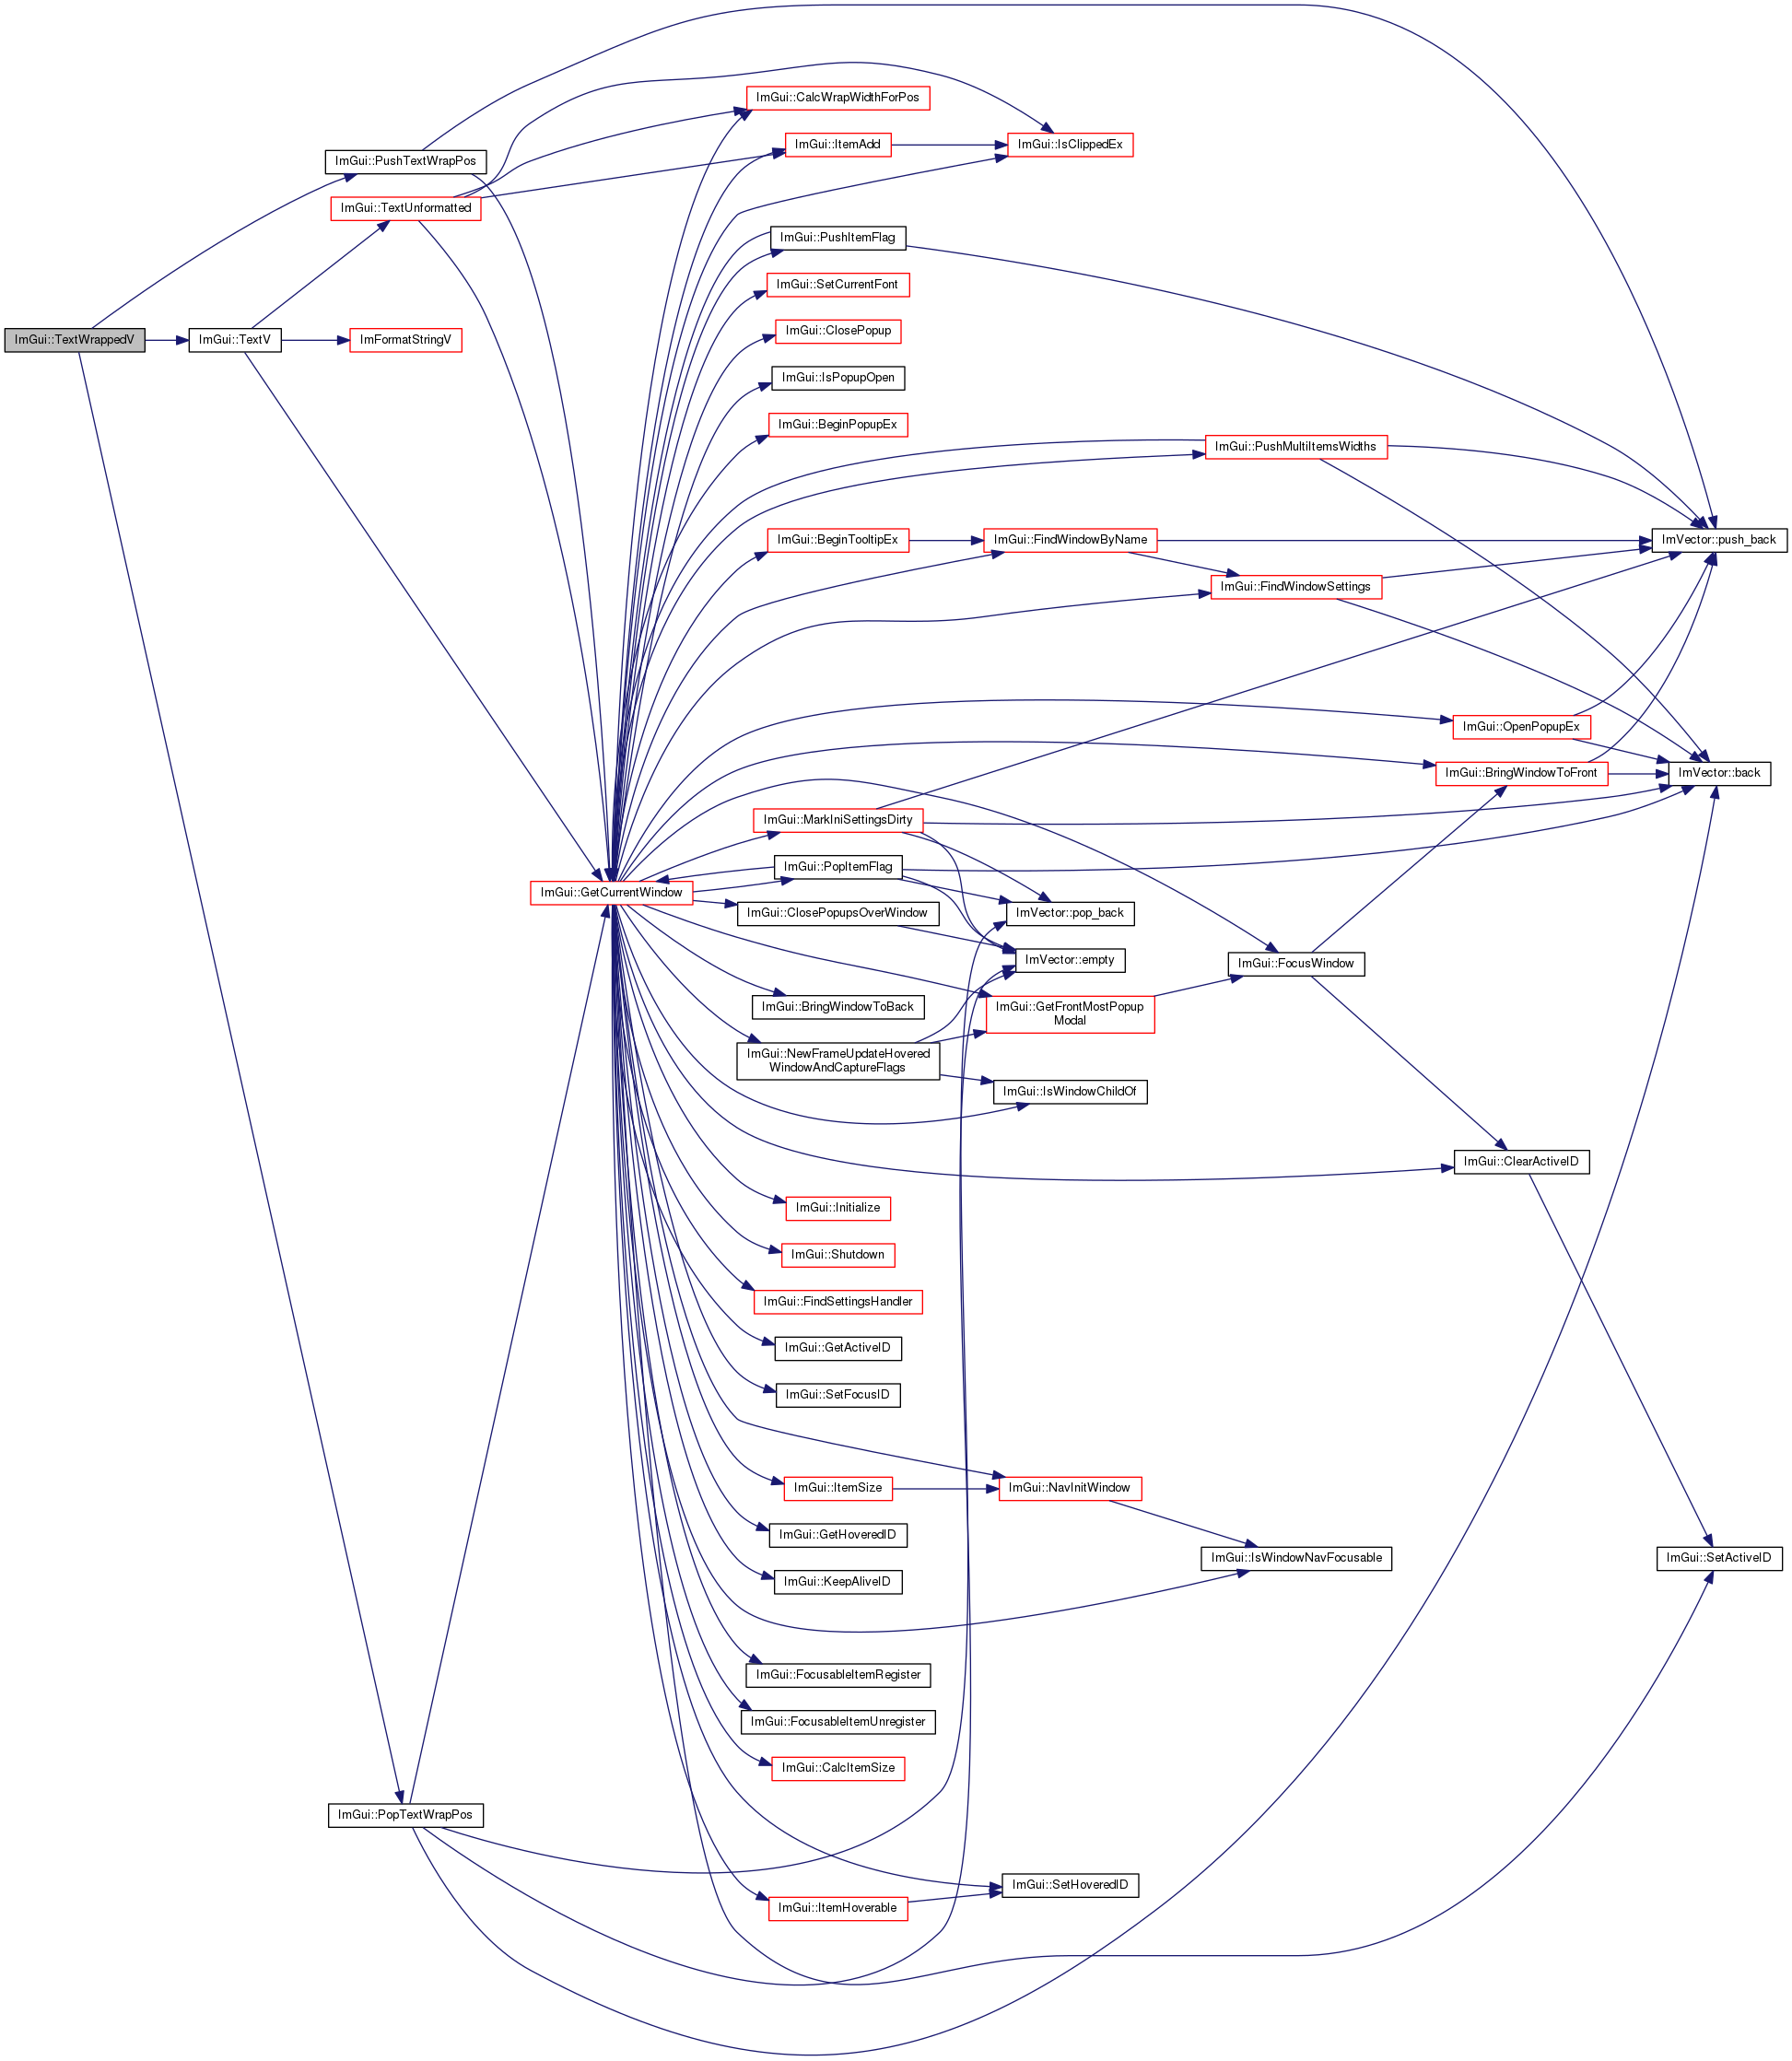 ImGui::CalcWrapWidthForPos
ImGui::ItemAdd
ImGui::IsClippedEx
ImGui::PushTextWrapPos
ImGui::TextUnformatted
ImGui::PushItemFlag
ImGui::SetCurrentFont
ImGui::ClosePopup
ImGui::TextWrappedV
ImGui::TextV
ImFormatStringV
ImGui::IsPopupOpen
ImGui::BeginPopupEx
ImGui::PushMultiItemsWidths
ImGui::BeginTooltipEx
ImGui::FindWindowByName
ImVector::push_back
ImGui::FindWindowSettings
ImGui::OpenPopupEx
ImGui::BringWindowToFront
ImVector::back
ImGui::MarkIniSettingsDirty
ImGui::PopItemFlag
ImGui::GetCurrentWindow
ImGui::ClosePopupsOverWindow
ImVector::pop_back
ImVector::empty
ImGui::FocusWindow
ImGui::BringWindowToBack
ImGui::GetFrontMostPopup
Modal
ImGui::NewFrameUpdateHovered
WindowAndCaptureFlags
ImGui::IsWindowChildOf
ImGui::ClearActiveID
ImGui::Initialize
ImGui::Shutdown
ImGui::FindSettingsHandler
ImGui::GetActiveID
ImGui::SetFocusID
ImGui::ItemSize
ImGui::NavInitWindow
ImGui::GetHoveredID
ImGui::IsWindowNavFocusable
ImGui::SetActiveID
ImGui::KeepAliveID
ImGui::FocusableItemRegister
ImGui::FocusableItemUnregister
ImGui::CalcItemSize
ImGui::PopTextWrapPos
ImGui::SetHoveredID
ImGui::ItemHoverable